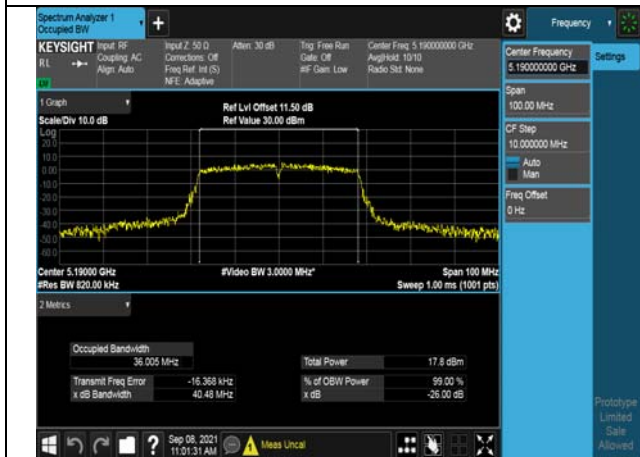 Spectrum Analyzer 1
Occupied BW
+
Frequency
KEYSIGHT
Input: RF
Input Z: 50 Ω
Atten: 30 dB
Trig: Free Run
Center Freq: 5.190000000 GHz
RL
Coupling: AC
Corrections: Off
Gate: Off
Avg|Hold: 10/10
Align: Auto
Freq Ref: Int (S)
#IF Gain: Low
Radio Std: None
NFE: Adaptive
Center Frequency
5.190000000 GHz
Settings
Span
100.00 MHz
CF Step
10.000000 MHz
Auto
Man
Freq Offset
0 Hz
1 Graph
Ref Lvl Offset 11.50 dB
Scale/Div 10.0 dB
Ref Value 30.00 dBm
Log
20.0
10.0
0.00
-10.0
-20.0
-30.0
-40.0
-50.0
-60.0
Center 5.19000 GHz
#Video BW 3.0000 MHz*
Span 100 MHz
#Res BW 820.00 kHz
Sweep 1.00 ms (1001 pts)
2 Metrics
Occupied Bandwidth
36.005 MHz
Total Power
17.8 dBm
Transmit Freq Error
-16.368 kHz
% of OBW Power
99.00 %
x dB Bandwidth
40.48 MHz
x dB
-26.00 dB
Prototype
Limited
Sale
Allowed
?
Sep 08, 2021
11:01:31 AM
Meas Uncal